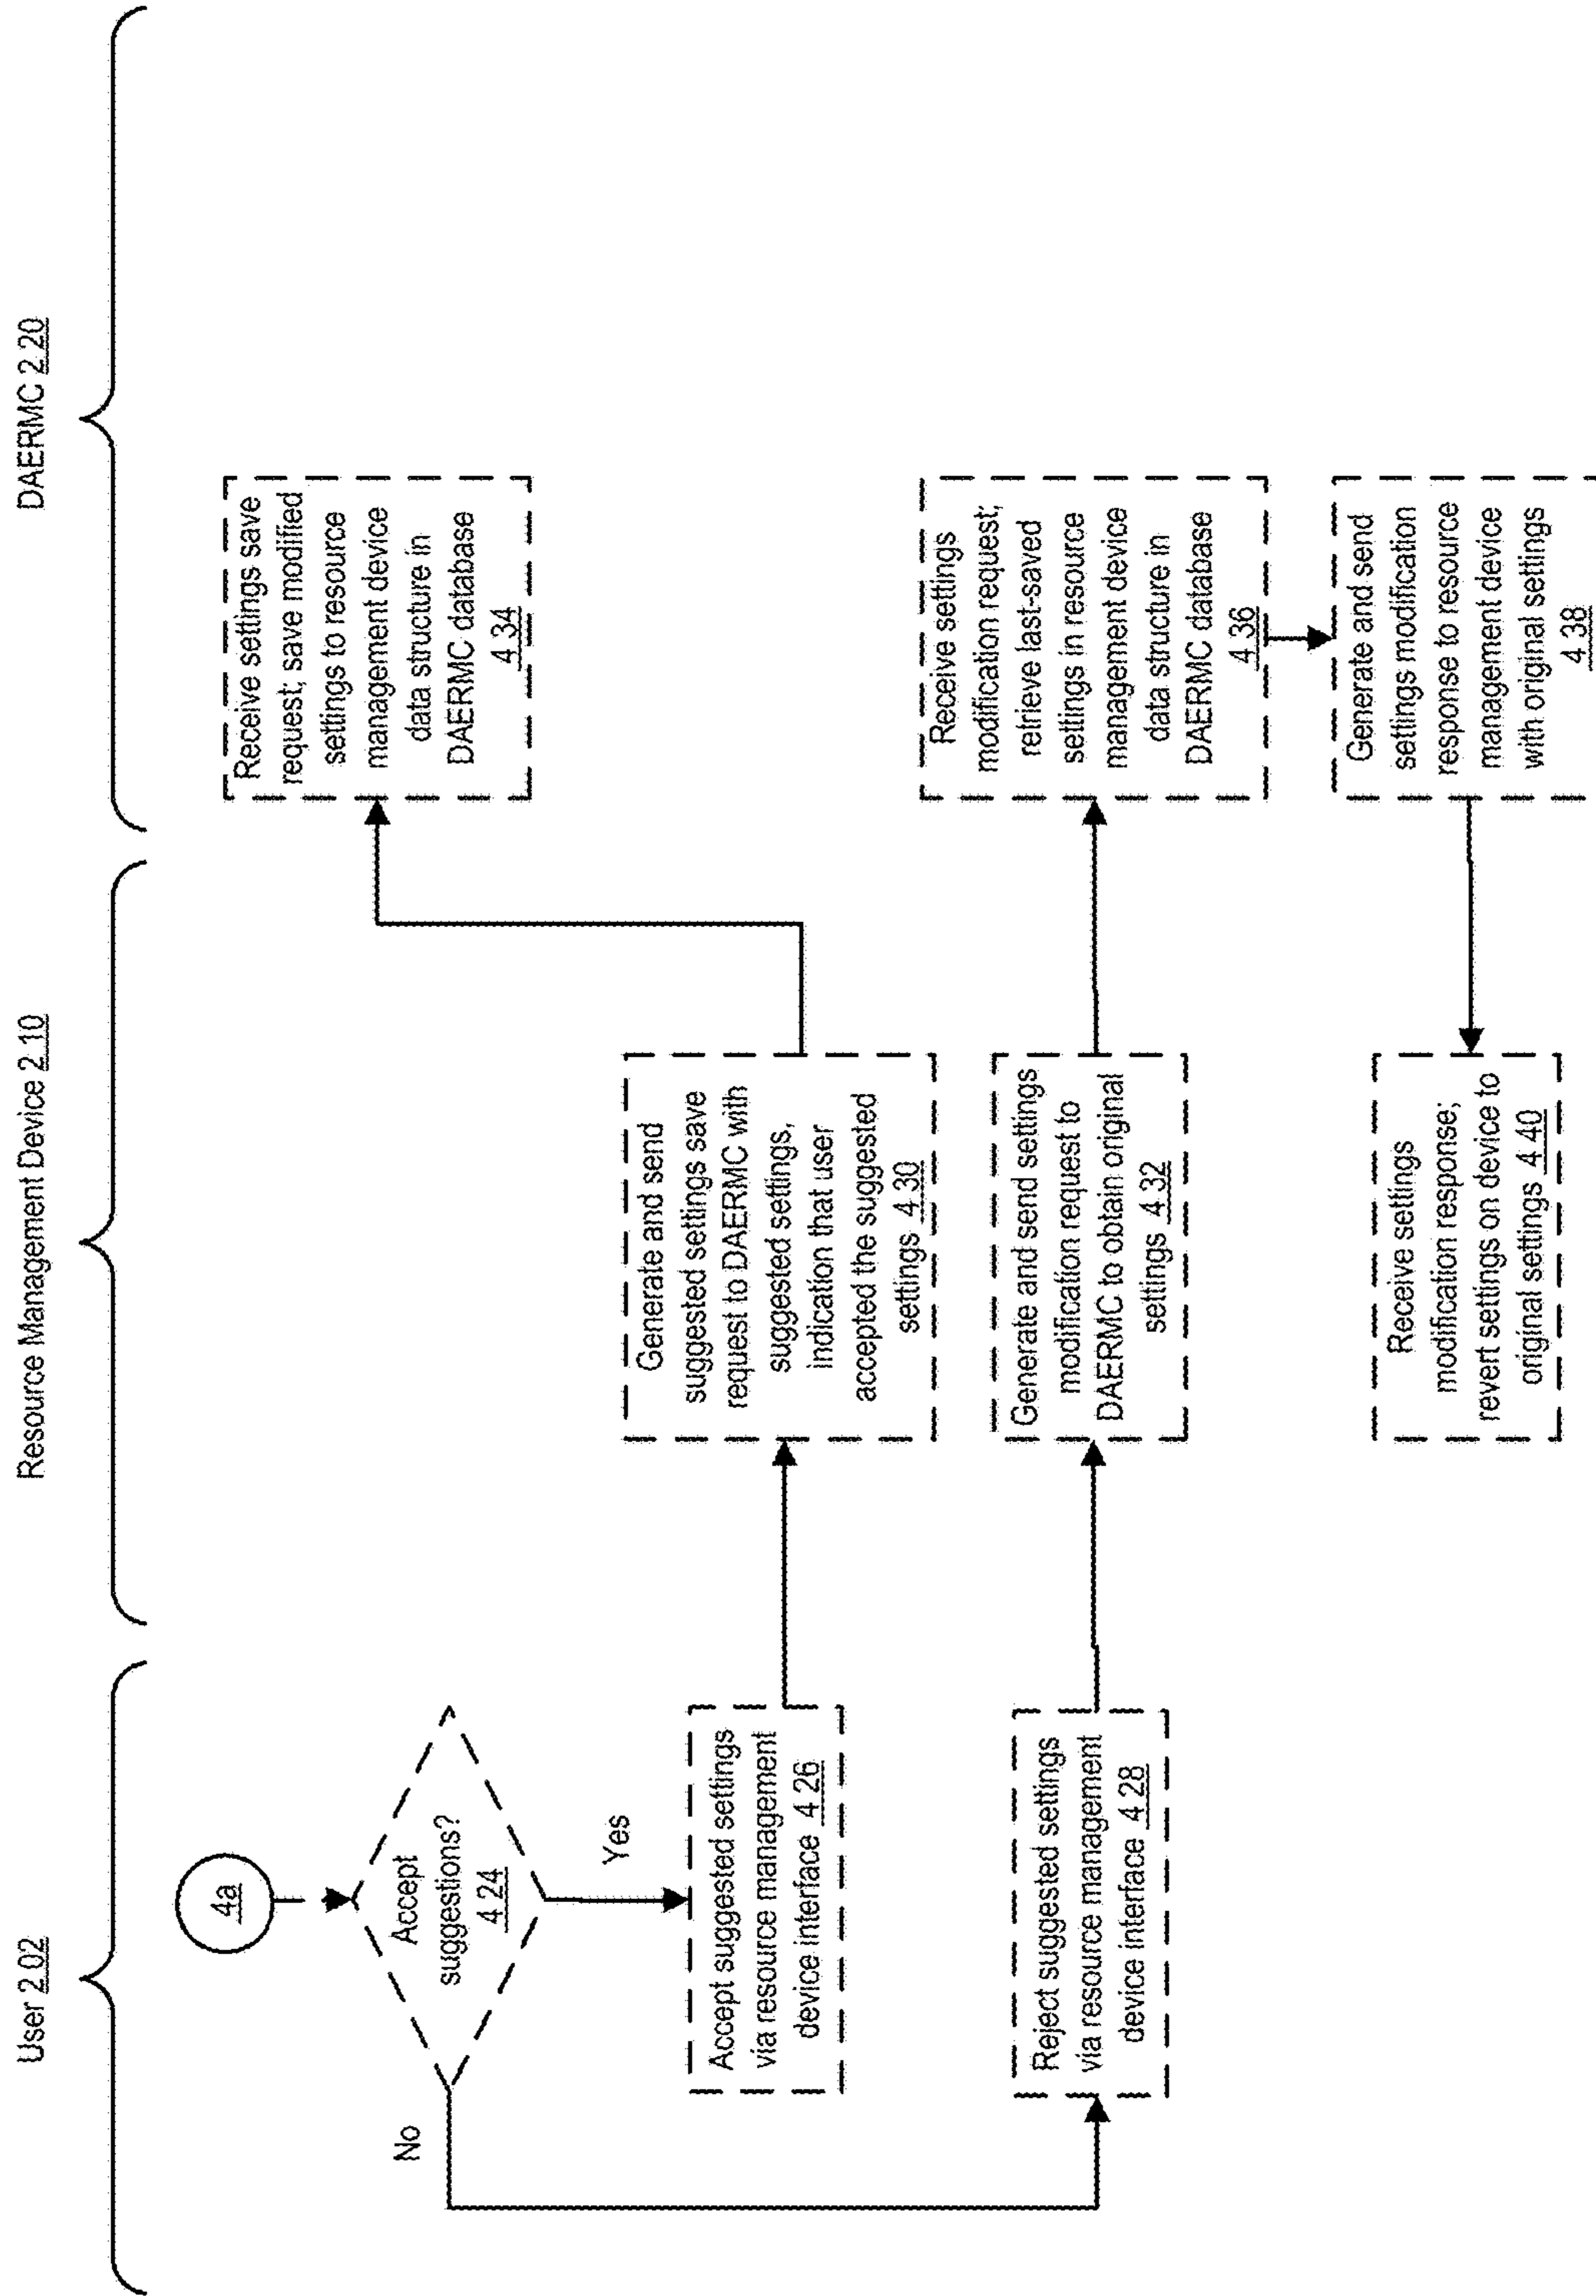 User 2 02
Resource Management Device 2 10
DAERMC 2 20
4a
Accept
suggestions?
4 24
No
Yes
Accept suggested settings
via resource management
device interface 4 26
Reject suggested settings
via resource management
device interface 4 28
Generate and send
suggested settings save
request to DAERMC with
suggested settings,
indication that user
accepted the suggested
settings 4 30
Generate and send settings
modification request to
DAERMC to obtain original
settings 4 32
Receive settings
modification response;
revert settings on device to
original settings 4 40
Receive settings save
request; save modified
settings to resource
management device
data structure in
DAERMC database
4 34
Receive settings
modification request;
retrieve last-saved
settings in resource
management device
data structure in
DAERMC database
4 36
Generate and send
settings modification
response to resource
management device
with original settings
4 38